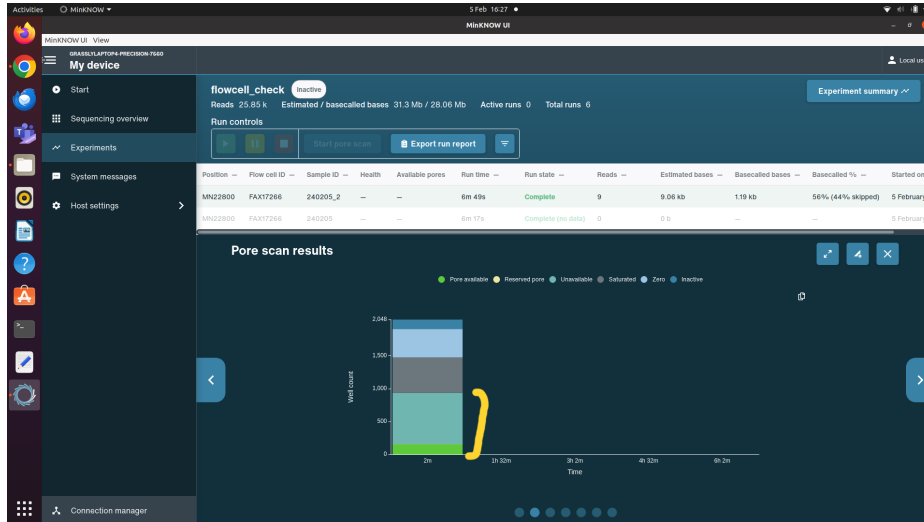 Activities MinKNOW 5 Feb 16:27
MinKNOW UI
MinKNOW UI View
GRASSLYLAPTOP4-PRECISION-7560
My device
Local us
Start
Sequencing overview
Experiments
System messages
Host settings
Connection manager
flowcell_check Inactive
Experiment summary
Reads 25.85 k Estimated / basecalled bases 31.3 Mb / 28.06 Mb Active runs 0 Total runs 6
Run controls
Start pore scan Export run report
Position – Flow cell ID – Sample ID – Health Available pores Run time – Run state – Reads – Estimated bases – Basecalled bases – Basecalled % – Started on
MN22800 FAX17266 240205_2 – – 6m 49s Complete 9 9.06 kb 1.19 kb 56% (44% skipped) 5 February
MN22800 FAX17266 240205 – – 6m 17s Complete (no data) 0 0 b – – 5 February
Pore scan results
Pore available Reserved pore Unavailable Saturated Zero Inactive
2,048
1,500
1,000
500
0
Well count
2m 1h 32m 3h 2m 4h 32m 6h 2m
Time